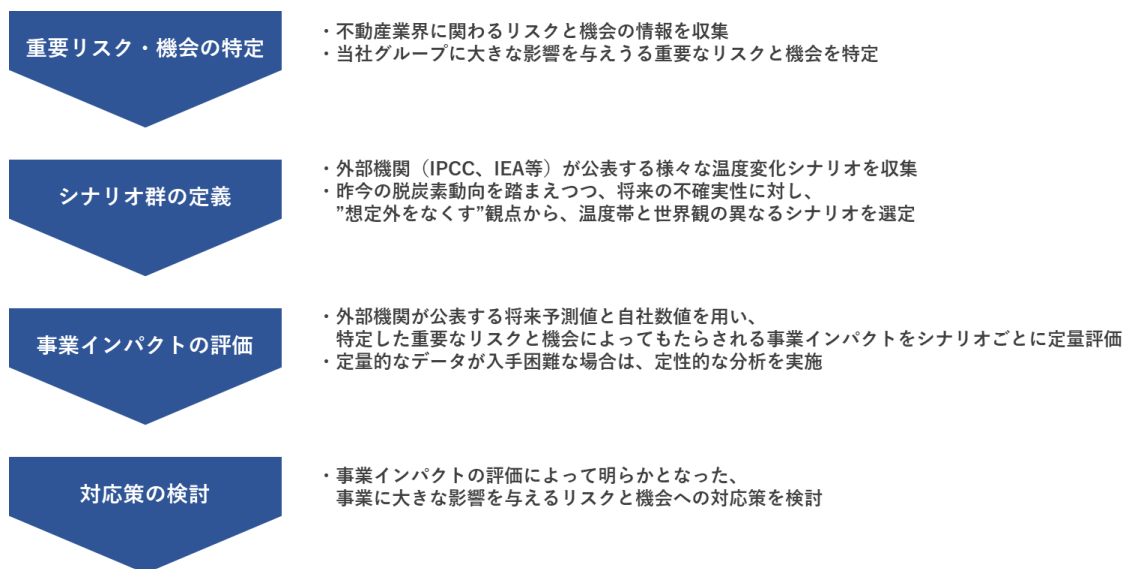 重要リスク・機会の特定
・不動産業界に関わるリスクと機会の情報を収集
・当社グループに大きな影響を与えうる重要なリスクと機会を特定
シナリオ群の定義
・外部機関（IPCC、IEA等）が公表する様々な温度変化シナリオを収集
・昨今の脱炭素動向を踏まえつつ、将来の不確実性に対し、
”想定外をなくす”観点から、温度帯と世界観の異なるシナリオを選定
事業インパクトの評価
・外部機関が公表する将来予測値と自社数値を用い、
特定した重要なリスクと機会によってもたらされる事業インパクトをシナリオごとに定量評価
・定量的なデータが入手困難な場合は、定性的な分析を実施
対応策の検討
・事業インパクトの評価によって明らかとなった、
事業に大きな影響を与えるリスクと機会への対応策を検討